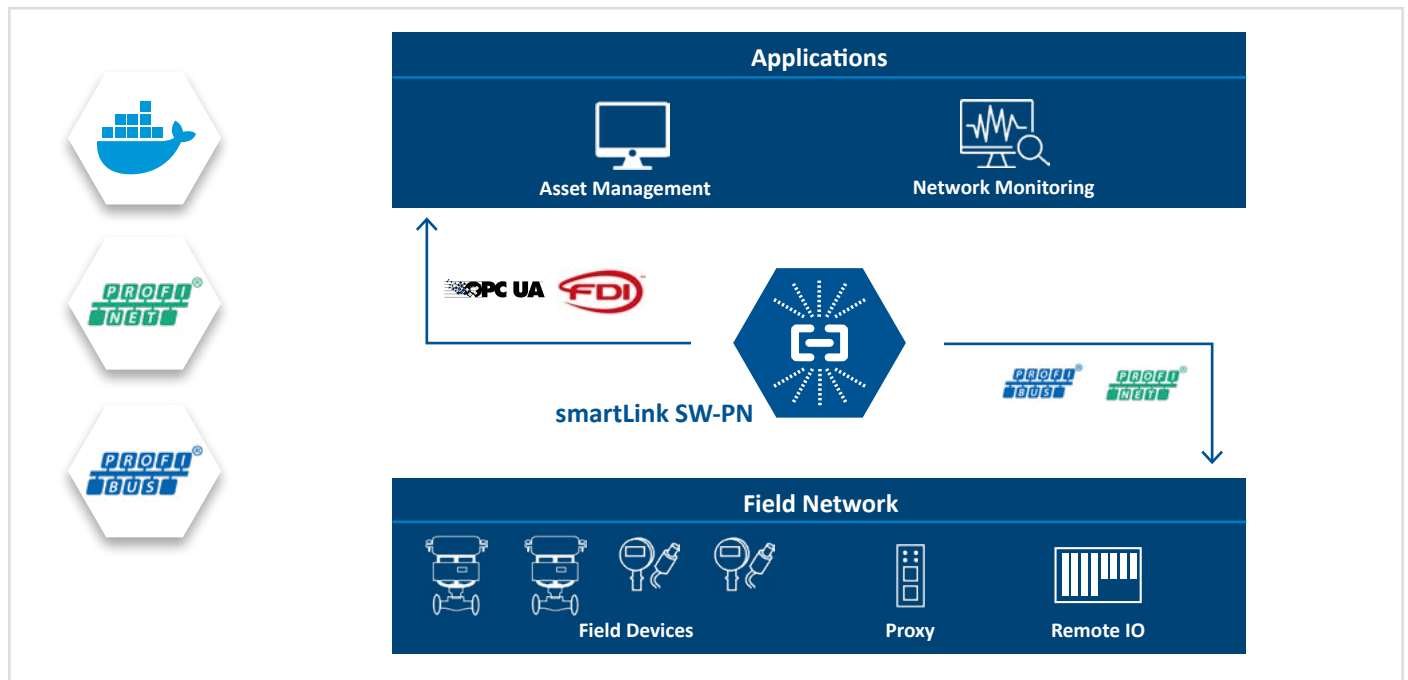 Applications
Asset Management
Network Monitoring
PROFI®
NET
OPC UA
FDI™
smartLink SW-PN
PROFI®
BUS
PROFI®
NET
PROFI®
BUS
Field Network
Field Devices
Proxy
Remote IO